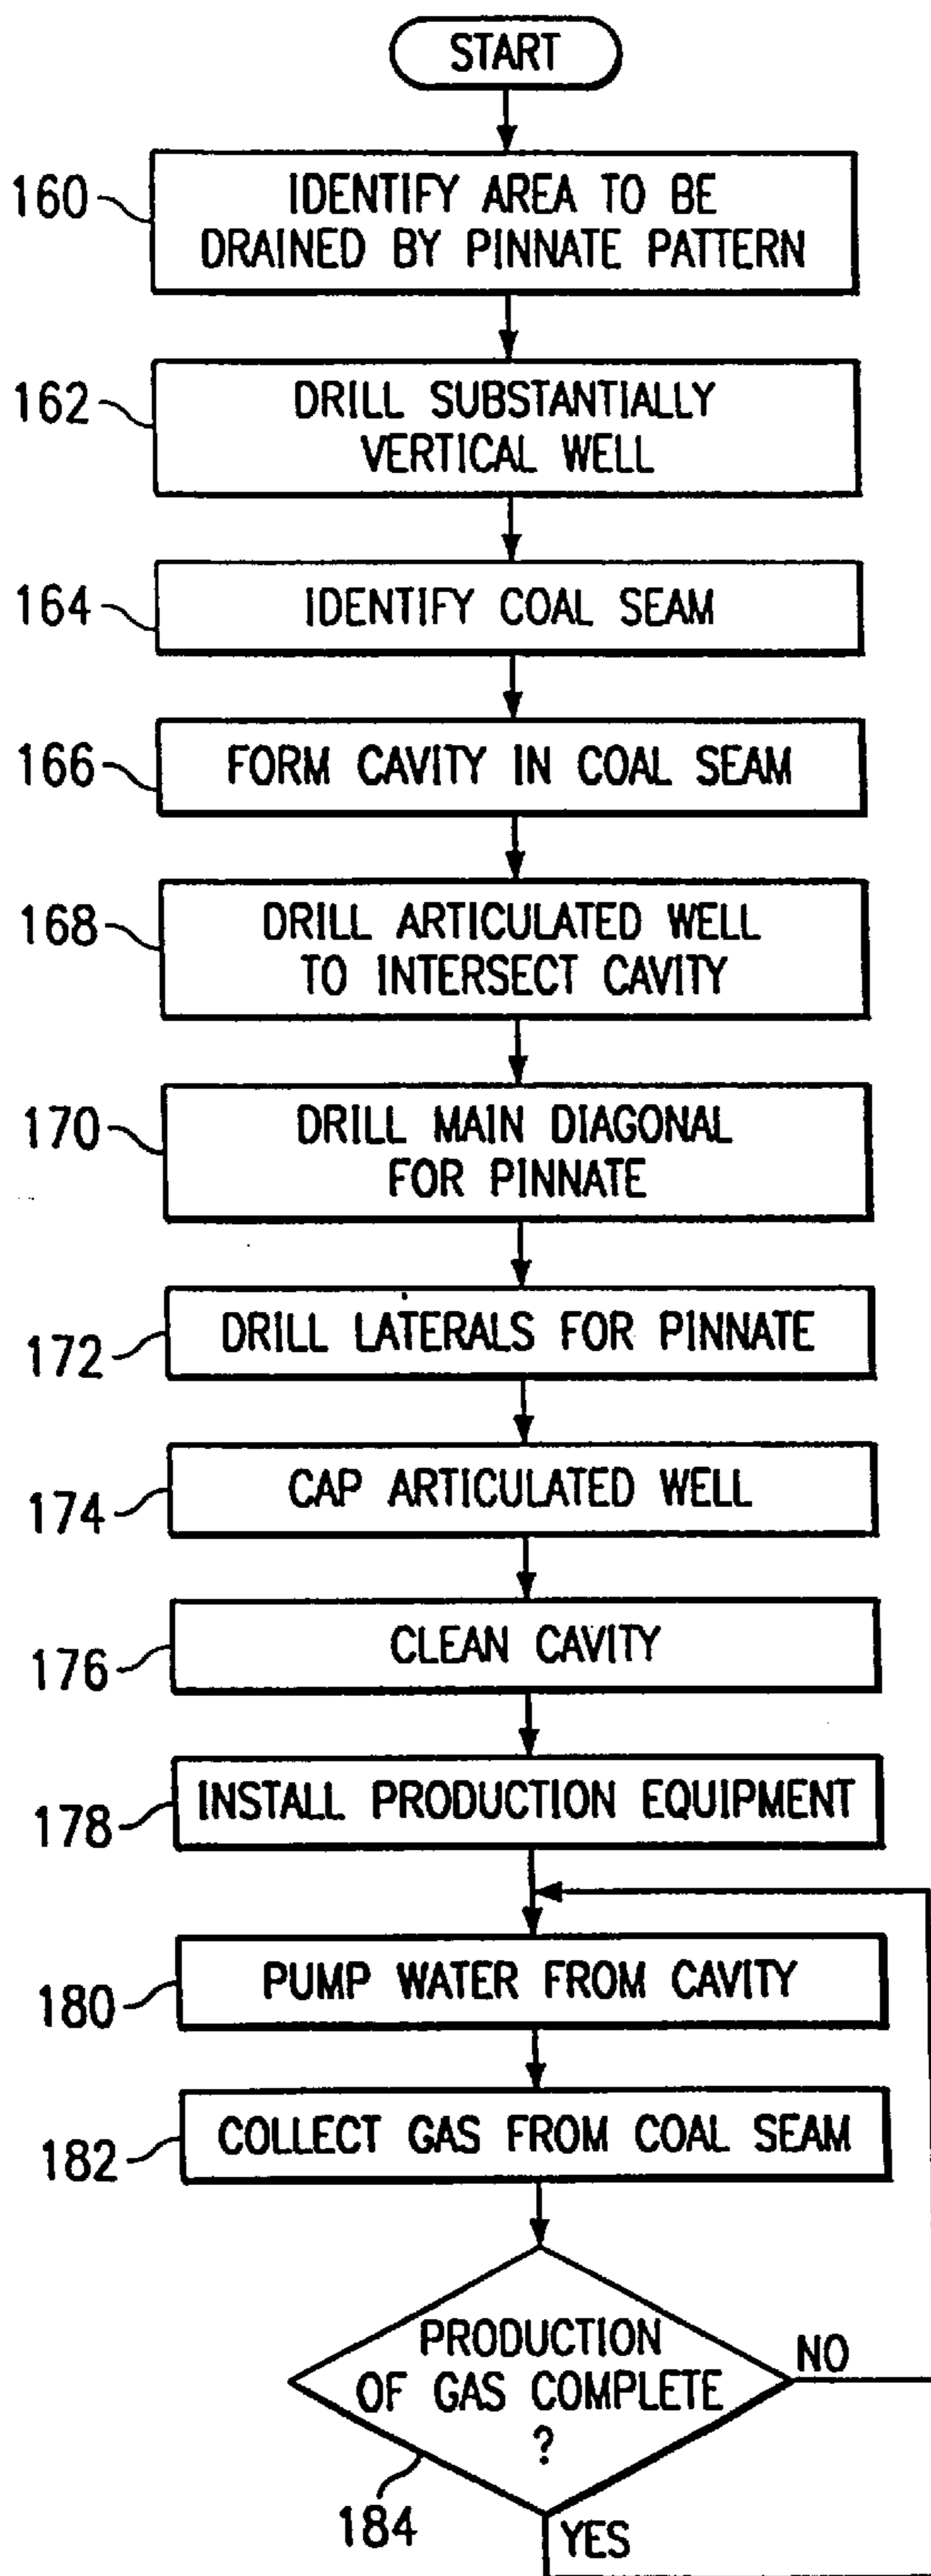 START
160
IDENTIFY AREA TO BE
DRAINED BY PINNATE PATTERN
162
DRILL SUBSTANTIALLY
VERTICAL WELL
164
IDENTIFY COAL SEAM
166
FORM CAVITY IN COAL SEAM
168
DRILL ARTICULATED WELL
TO INTERSECT CAVITY
170
DRILL MAIN DIAGONAL
FOR PINNATE
172
DRILL LATERALS FOR PINNATE
174
CAP ARTICULATED WELL
176
CLEAN CAVITY
178
INSTALL PRODUCTION EQUIPMENT
180
PUMP WATER FROM CAVITY
182
COLLECT GAS FROM COAL SEAM
PRODUCTION
OF GAS COMPLETE
?
NO
184
YES